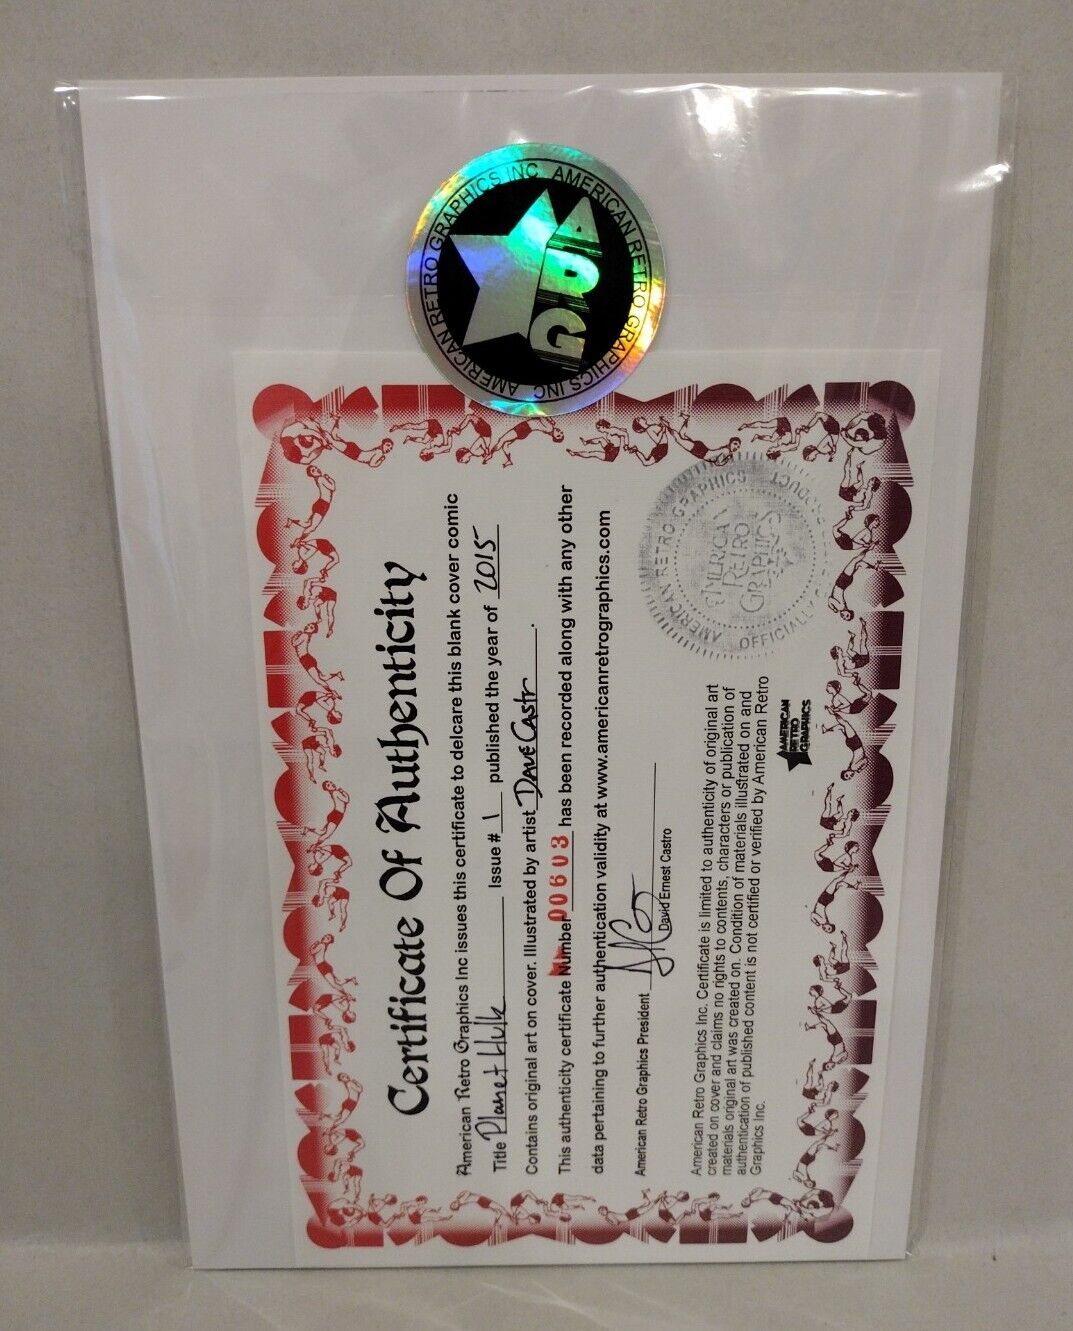 AMERICAN RETRO GRAPHICS INC AMERICAN RETRO GRAPHICS INC
ARG
Certificate Of Authenticity
American Retro Graphics Inc issues this certificate to delcare this blank cover comic
Title Planet Hulk Issue # 1 published the year of 2015
Contains original art on cover. Illustrated by artist Dave Castr.
This authenticity certificate Number 00603 has been recorded along with any other
data pertaining to further authentication validity at www.americanretrographics.com
American Retro Graphics President
David Ernest Castro
American Retro Graphics Inc. Certificate is limited to authenticity of original art
created on cover and claims no rights to contents, characters or publication of
materials original art was created on. Condition of materials illustrated on and
authentication of published content is not certified or verified by American Retro
Graphics Inc.
AMERICAN
RETRO
GRAPHICS
AMERICAN RETRO GRAPHICS
OFFICIALLY
PRODUCT
AMERICAN
RETRO
GRAPHICS